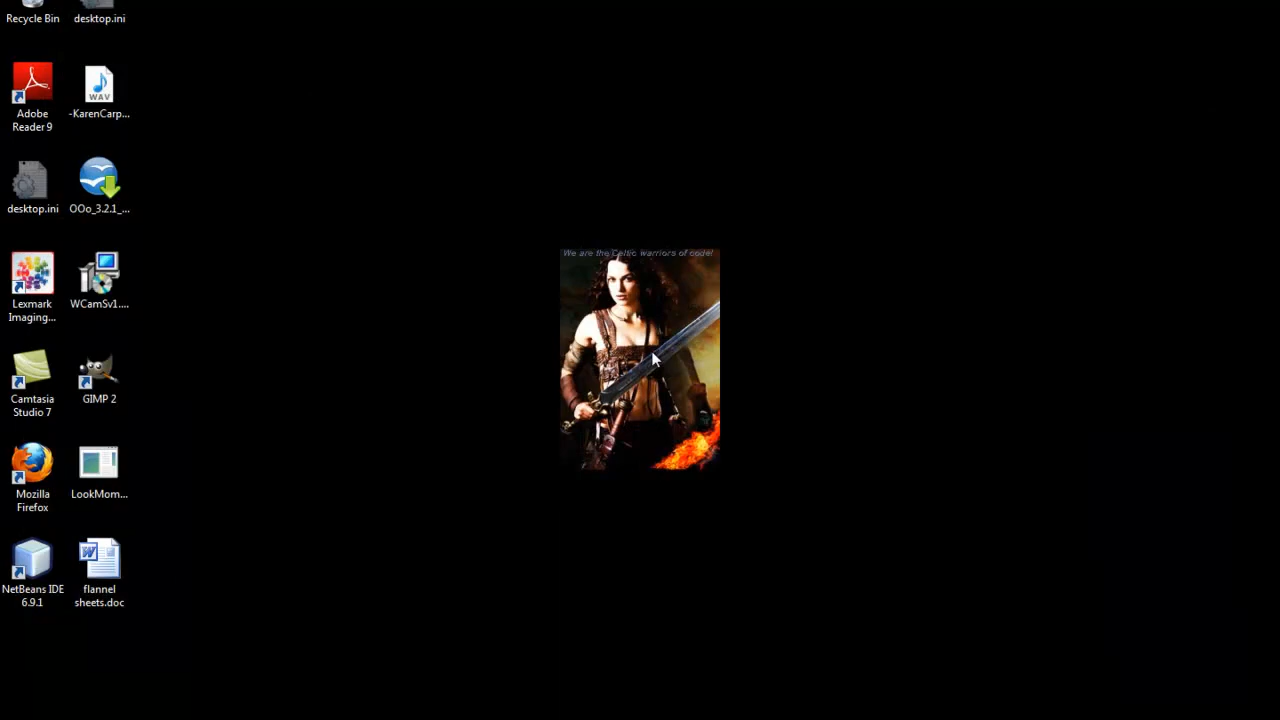 Recycle Bin
desktop.ini
Adobe
Reader 9
WAV
-KarenCarp...
desktop.ini
OOo_3.2.1_...
Lexmark
Imaging...
WCamSv1....
Camtasia
Studio 7
GIMP 2
Mozilla
Firefox
LookMom...
NetBeans IDE
6.9.1
W
flannel
sheets.doc
We are the Celtic warriors of code!